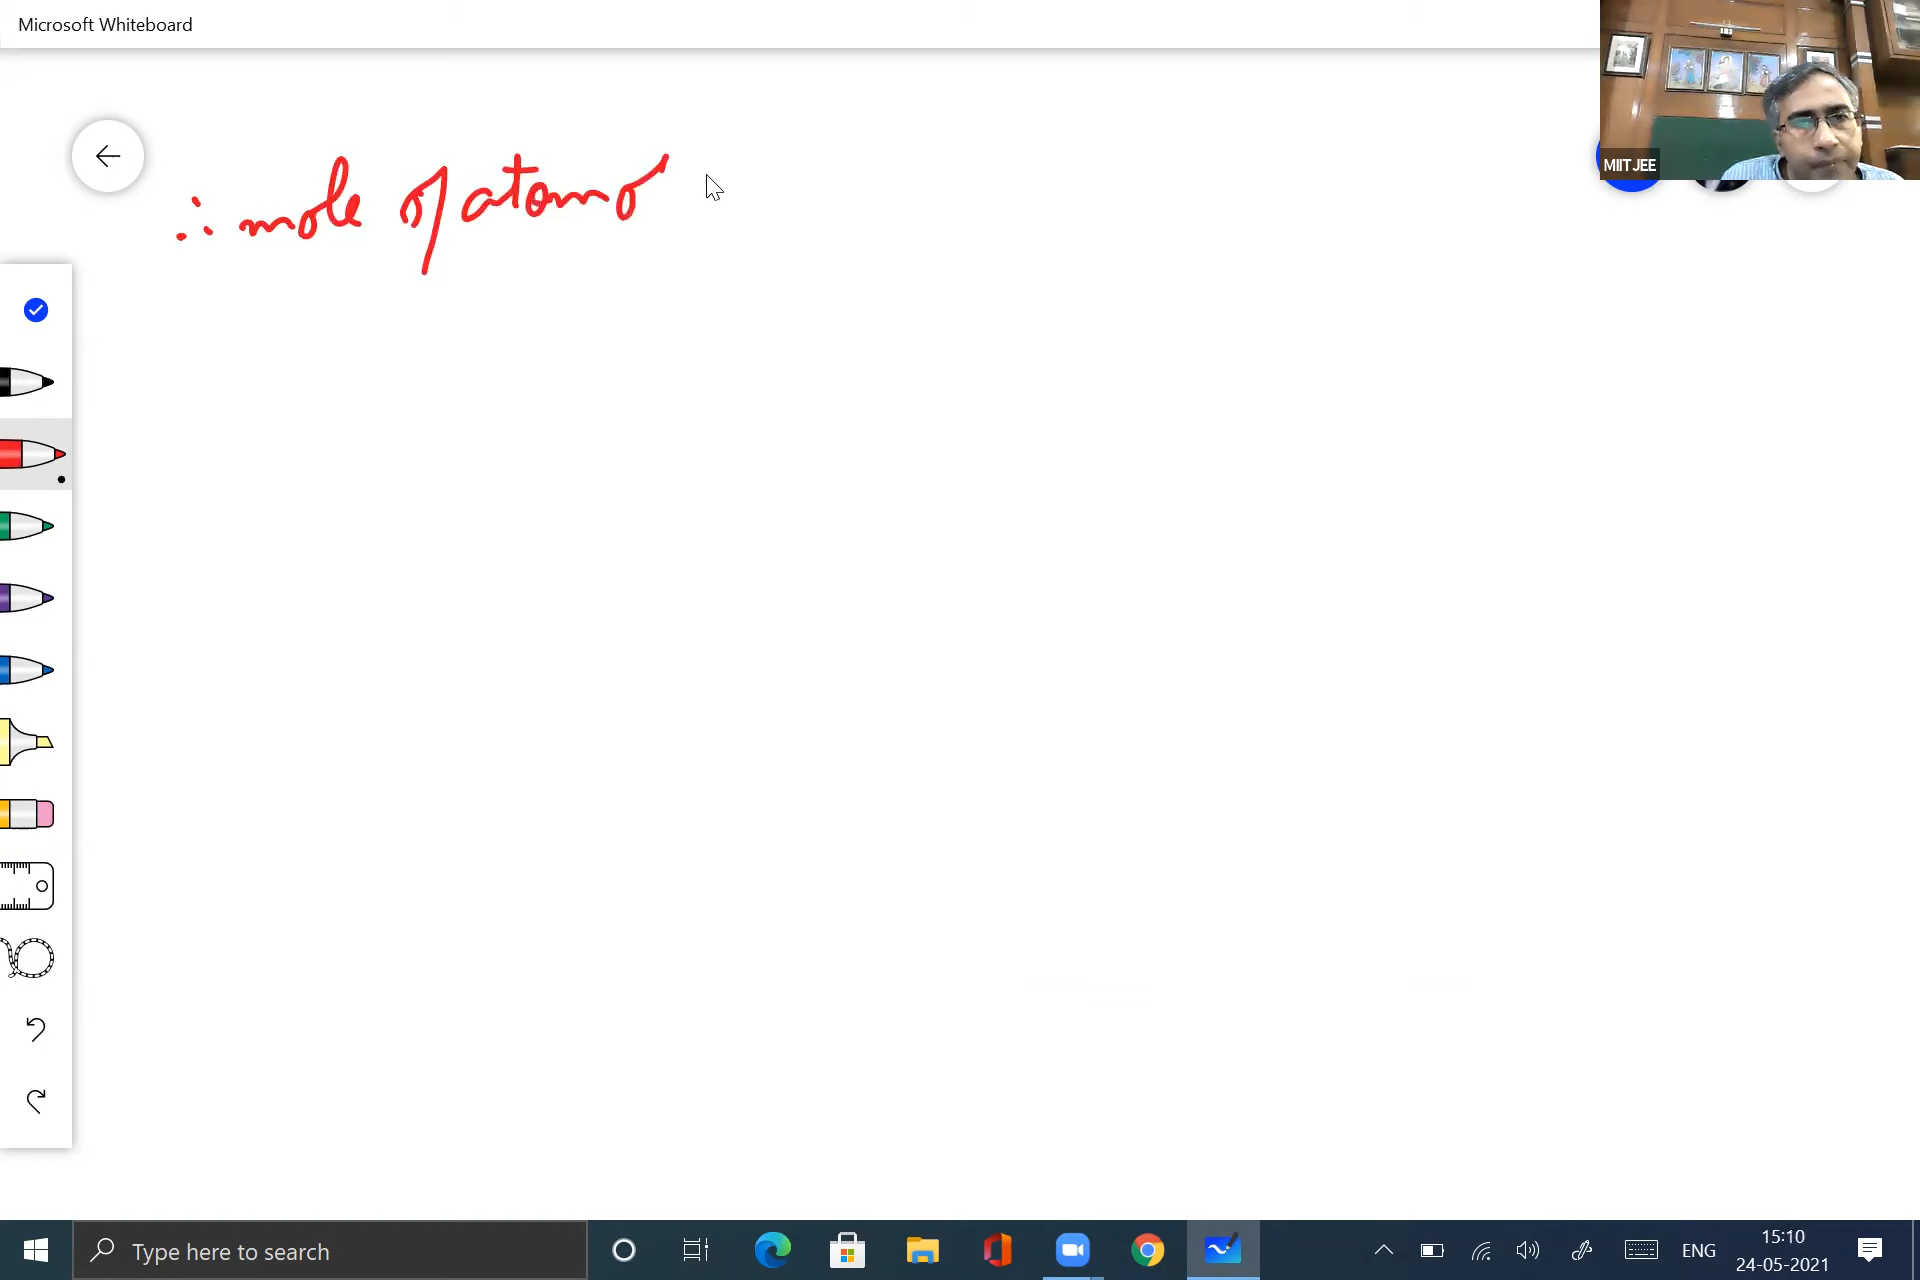 Microsoft Whiteboard
MIIT JEE
∴ mole of atoms
Type here to search
ENG
15:10
24-05-2021